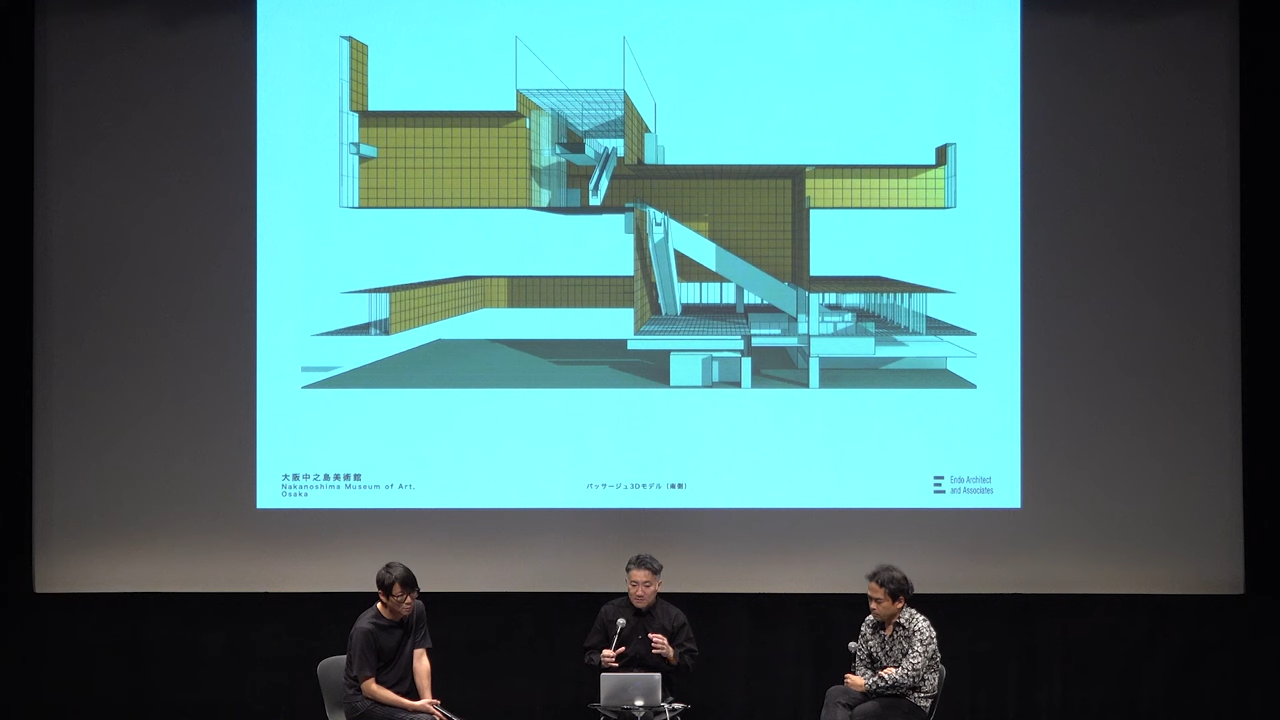 大阪中之島美術館
Nakanoshima Museum of Art,
Osaka
パッサージュ3Dモデル（南側）
Endo Architect
and Associates